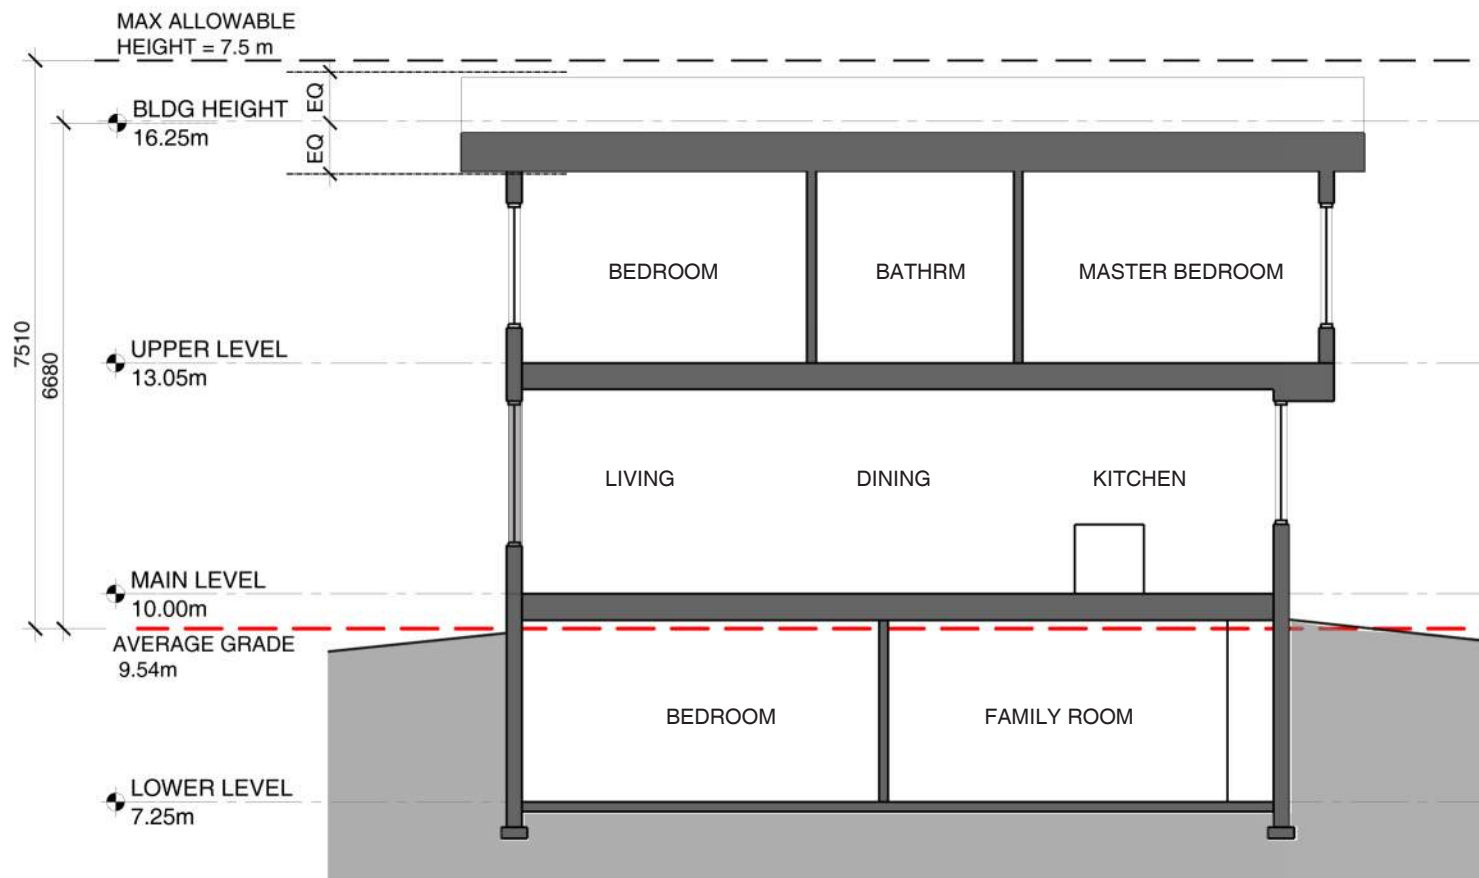 MAX ALLOWABLE
HEIGHT = 7.5 m
EQ
BLDG HEIGHT
16.25m
EQ
BEDROOM
BATHRM
MASTER BEDROOM
7510
6680
UPPER LEVEL
13.05m
LIVING
DINING
KITCHEN
MAIN LEVEL
10.00m
AVERAGE GRADE
9.54m
BEDROOM
FAMILY ROOM
LOWER LEVEL
7.25m